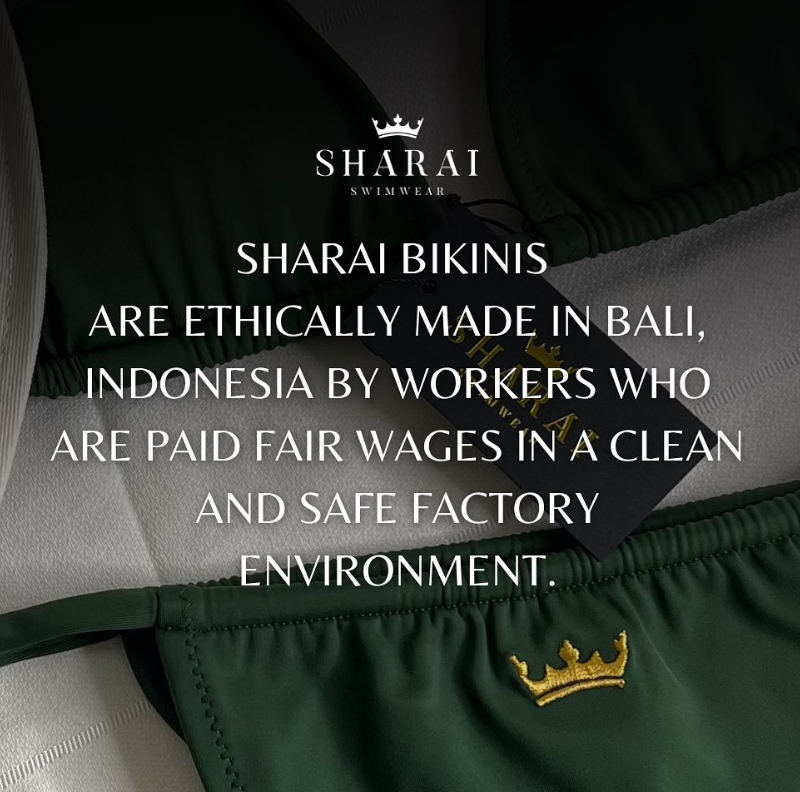 SHARAI
SWIMWEAR
SHARAI BIKINIS
ARE ETHICALLY MADE IN BALI,
INDONESIA BY WORKERS WHO
ARE PAID FAIR WAGES IN A CLEAN
AND SAFE FACTORY
ENVIRONMENT.
SHARAI